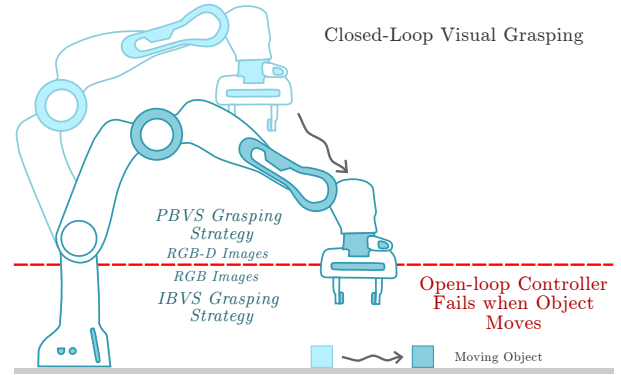 Closed-Loop Visual Grasping
PBVS Grasping
Strategy
RGB-D Images
RGB Images
IBVS Grasping
Strategy
Open-loop Controller
Fails when Object
Moves
Moving Object